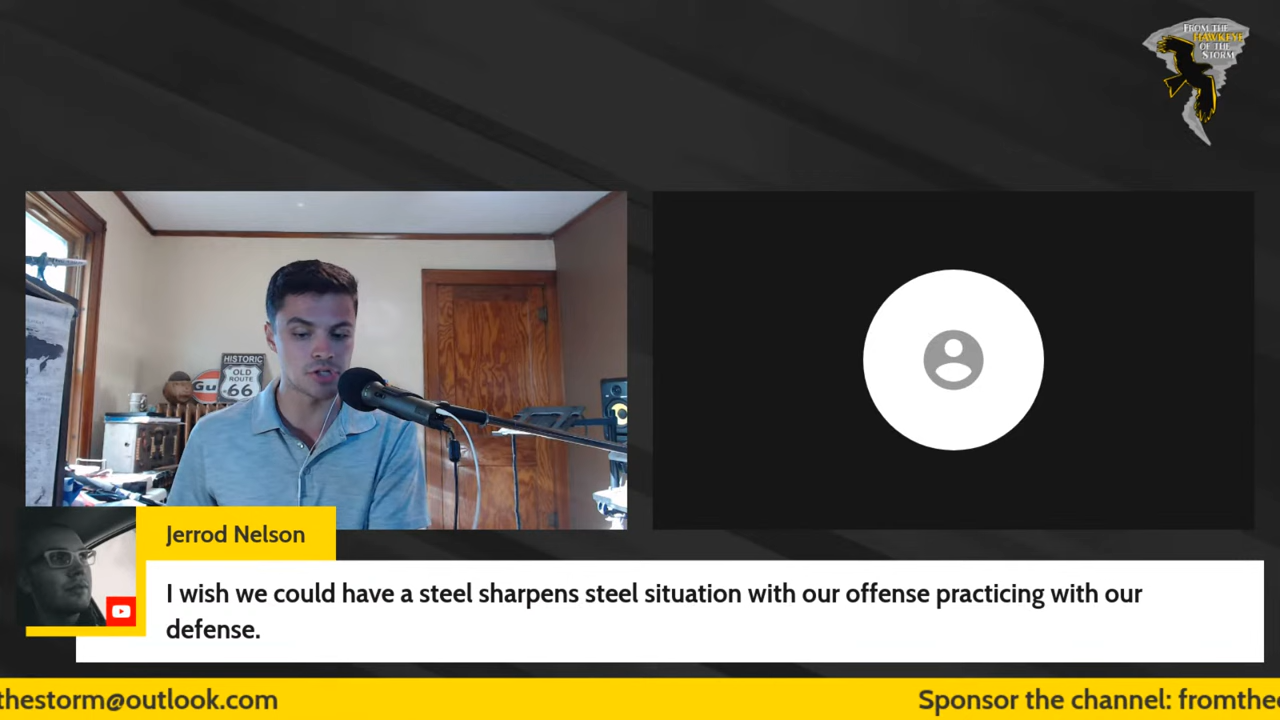 FROM THE
HAWKEYE
OF THE
STORM
HISTORIC
OLD
ROUTE
66
Gu
Jerrod Nelson
I wish we could have a steel sharpens steel situation with our offense practicing with our
defense.
thestorm@outlook.com
Sponsor the channel: fromthe